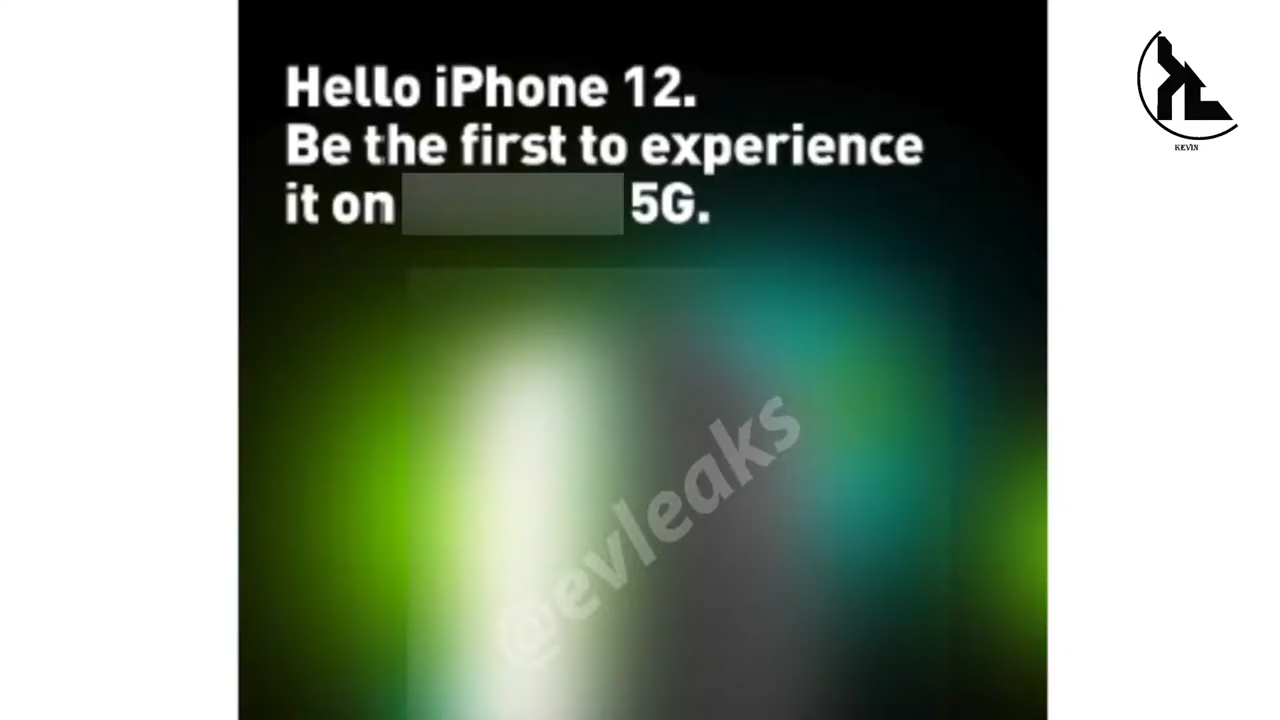 Hello iPhone 12.
Be the first to experience
it on 5G.
@evleaks
KEVIN